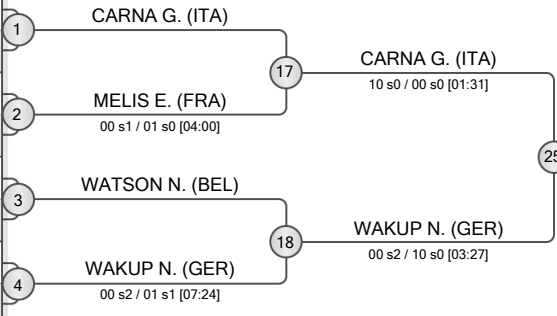 1
CARNA G. (ITA)
17
CARNA G. (ITA)
10 s0 / 00 s0 [01:31]
2
MELIS E. (FRA)
00 s1 / 01 s0 [04:00]
25
3
WATSON N. (BEL)
18
WAKUP N. (GER)
00 s2 / 10 s0 [03:27]
4
WAKUP N. (GER)
00 s2 / 01 s1 [07:24]